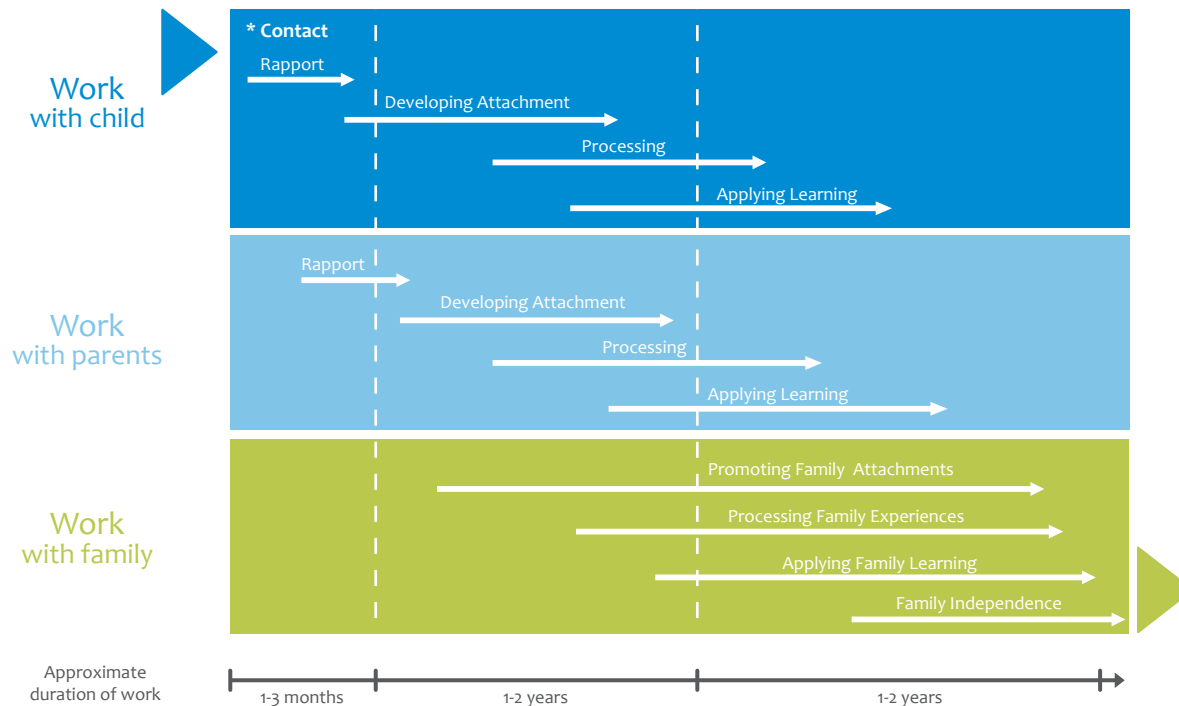 * Contact
Rapport
Work
with child
Developing Attachment
Processing
Applying Learning
Rapport
Developing Attachment
Work
with parents
Processing
Applying Learning
Promoting Family Attachments
Work
with family
Processing Family Experiences
Applying Family Learning
Family Independence
Approximate
duration of work
1-3 months
1-2 years
1-2 years